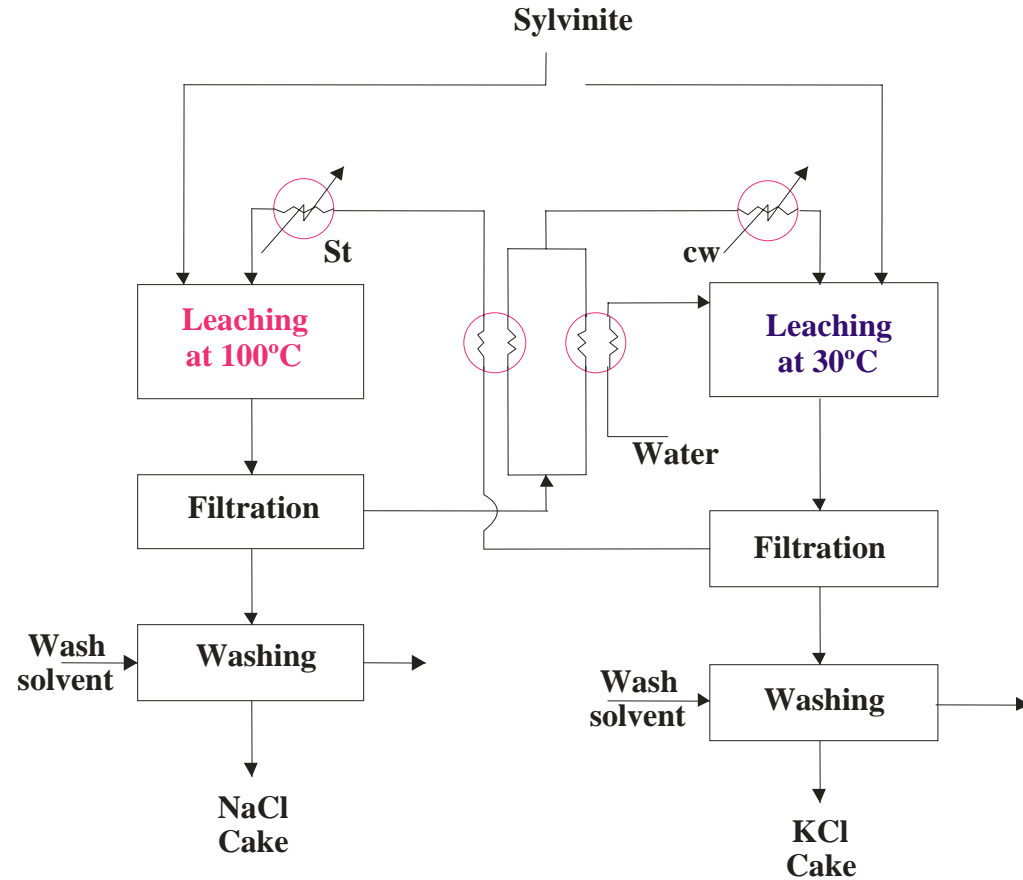 Sylvinite
St
cw
Leaching
at 100ºC
Leaching
at 30ºC
Water
Filtration
Filtration
Wash
solvent
Washing
Wash
solvent
Washing
NaCl
Cake
KCl
Cake